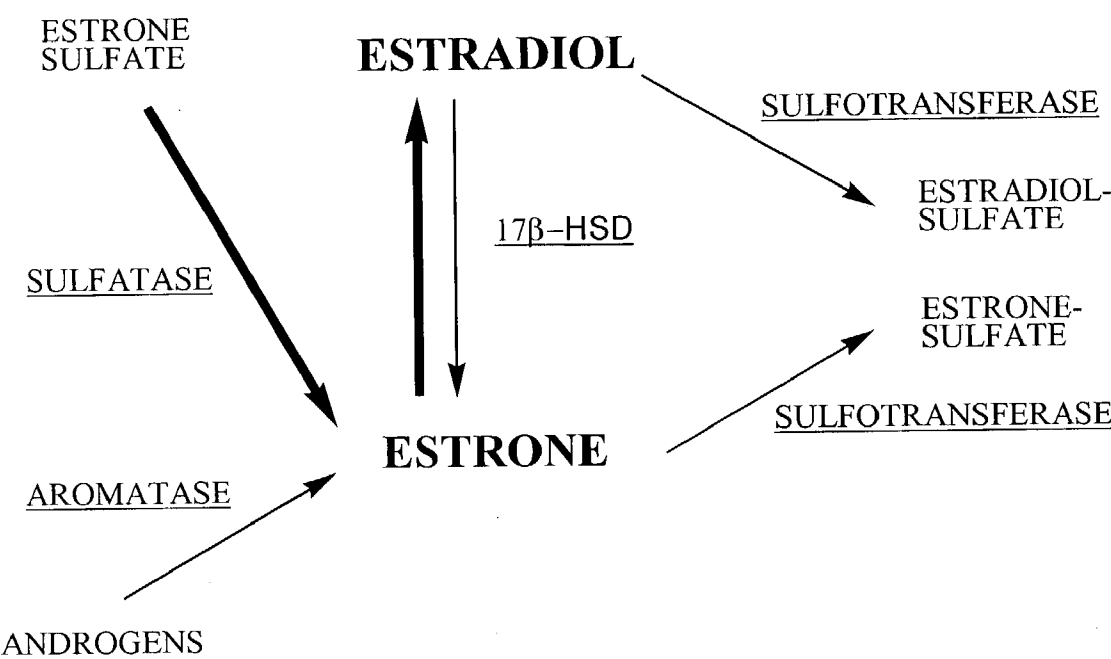 ESTRONE
SULFATE
ESTRADIOL
SULFOTRANSFERASE
ESTRADIOL-
SULFATE
17β–HSD
SULFATASE
ESTRONE-
SULFATE
SULFOTRANSFERASE
ESTRONE
AROMATASE
ANDROGENS